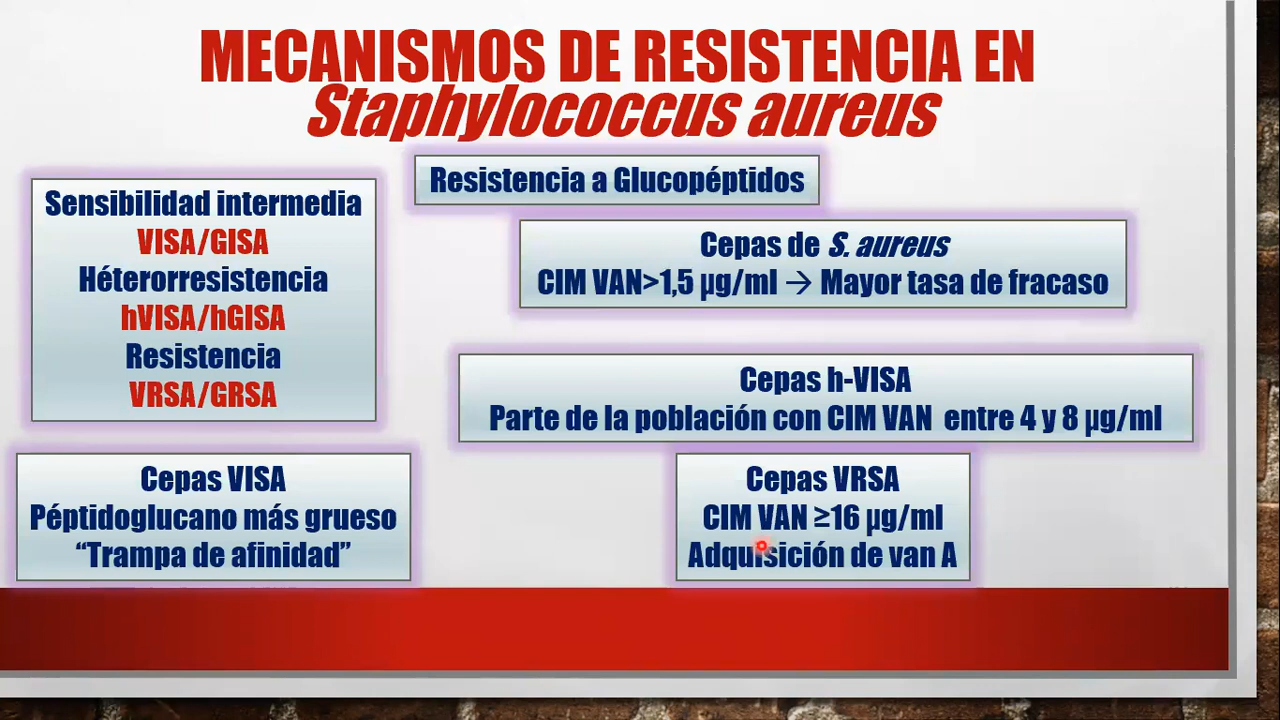 MECANISMOS DE RESISTENCIA EN
Staphylococcus aureus
Resistencia a Glucopéptidos
Sensibilidad intermedia
VISA/GISA
Héterorresistencia
hVISA/hGISA
Resistencia
VRSA/GRSA
Cepas de S. aureus
CIM VAN>1,5 µg/ml → Mayor tasa de fracaso
Cepas h-VISA
Parte de la población con CIM VAN entre 4 y 8 µg/ml
Cepas VISA
Péptidoglucano más grueso
“Trampa de afinidad”
Cepas VRSA
CIM VAN ≥16 µg/ml
Adquisición de van A